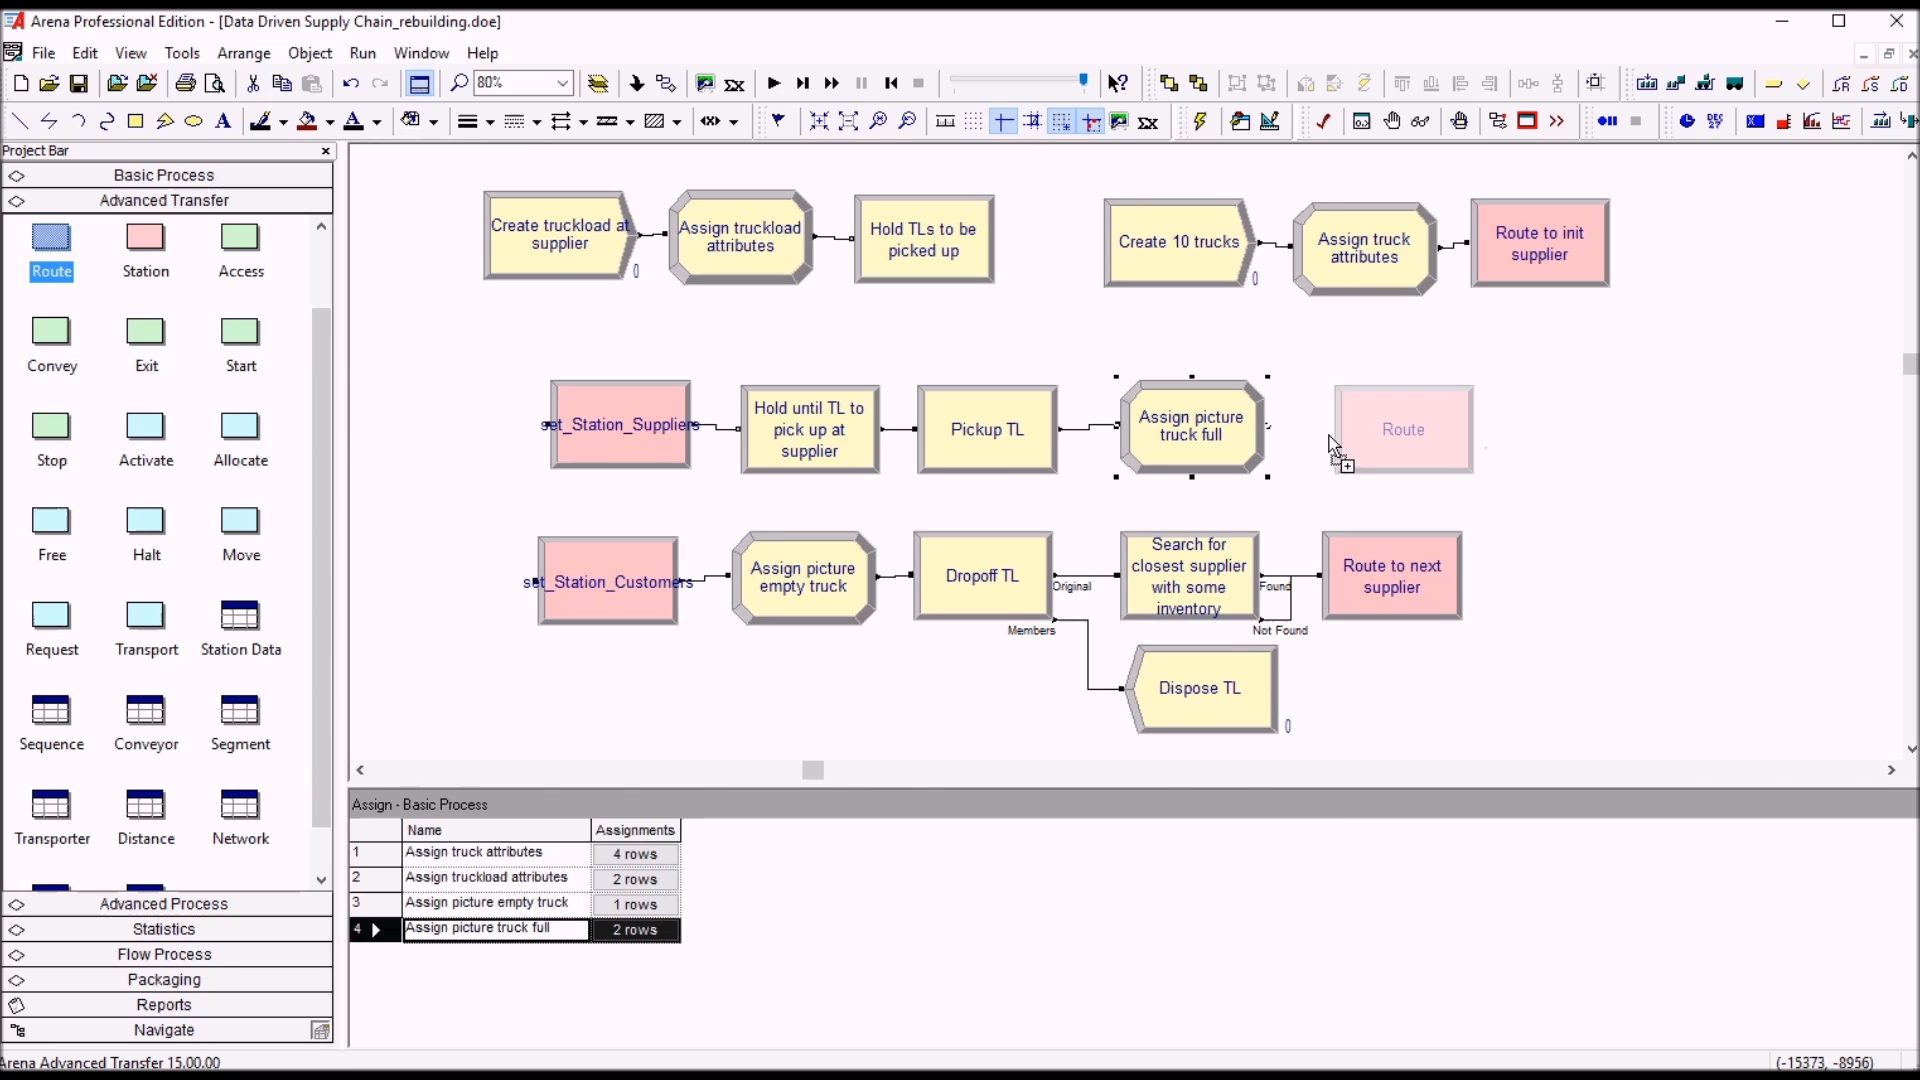 Arena Professional Edition - [Data Driven Supply Chain_rebuilding.doe]
File Edit View Tools Arrange Object Run Window Help
80%
Project Bar
Basic Process
Advanced Transfer
Route Station Access
Convey Exit Start
Stop Activate Allocate
Free Halt Move
Request Transport Station Data
Sequence Conveyor Segment
Transporter Distance Network
Advanced Process
Statistics
Flow Process
Packaging
Reports
Navigate
Create truckload at
supplier
0
Assign truckload
attributes
Hold TLs to be
picked up
Create 10 trucks
0
Assign truck
attributes
Route to init
supplier
set_Station_Suppliers
Hold until TL to
pick up at
supplier
Pickup TL
Assign picture
truck full
Route
set_Station_Customers
Assign picture
empty truck
Dropoff TL
Original
Members
Search for
closest supplier
with some
inventory
Found
Not Found
Route to next
supplier
Dispose TL
0
Assign - Basic Process
Name Assignments
1 Assign truck attributes 4 rows
2 Assign truckload attributes 2 rows
3 Assign picture empty truck 1 rows
4 Assign picture truck full 2 rows
Arena Advanced Transfer 15.00.00
(-15373, -8956)